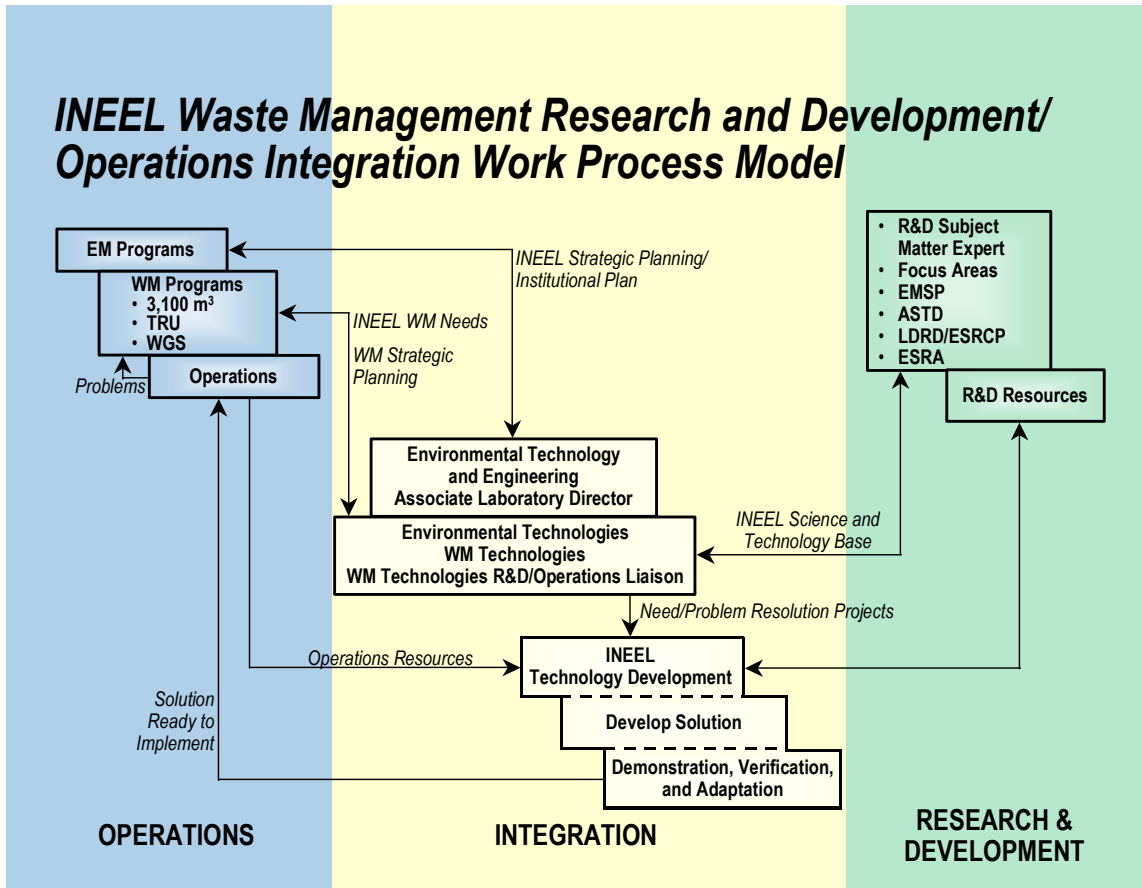 INEEL Waste Management Research and Development/
Operations Integration Work Process Model
EM Programs
WM Programs
• 3,100 m³
• TRU
• WGS
Operations
Problems
INEEL Strategic Planning/
Institutional Plan
INEEL WM Needs
WM Strategic
Planning
• R&D Subject
Matter Expert
• Focus Areas
• EMSP
• ASTD
• LDRD/ESRCP
• ESRA
R&D Resources
Environmental Technology
and Engineering
Associate Laboratory Director
Environmental Technologies
WM Technologies
WM Technologies R&D/Operations Liaison
INEEL Science and
Technology Base
Need/Problem Resolution Projects
Operations Resources
INEEL
Technology Development
Develop Solution
Demonstration, Verification,
and Adaptation
Solution
Ready to
Implement
OPERATIONS
INTEGRATION
RESEARCH &
DEVELOPMENT